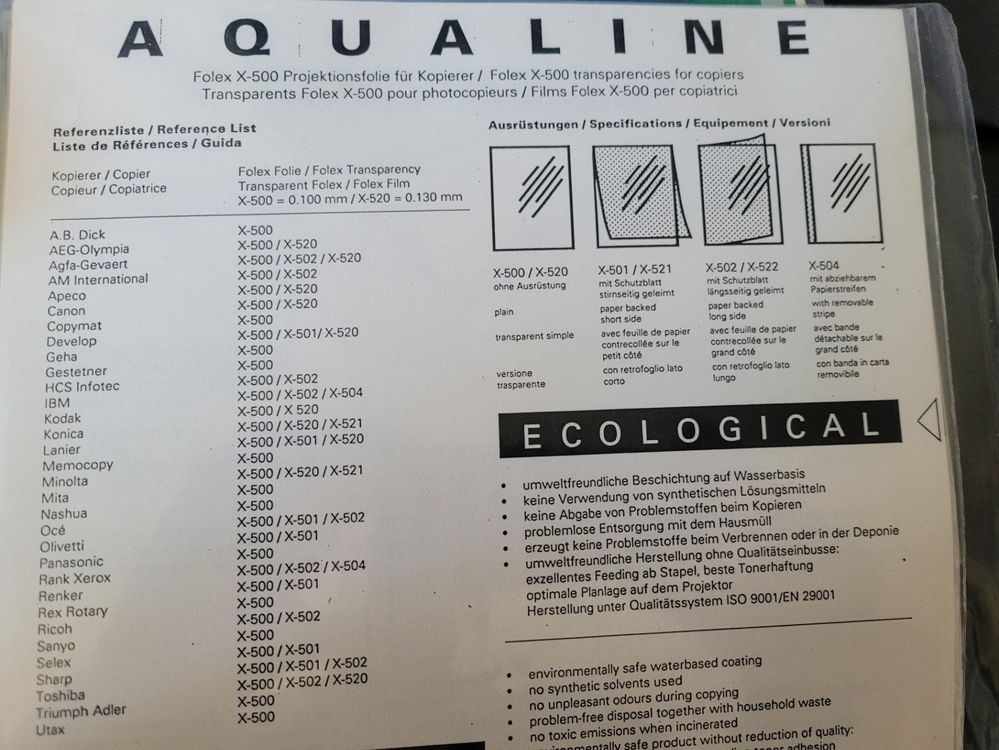 AQUALINE
Folex X-500 Projektionsfolie für Kopierer / Folex X-500 transparencies for copiers
Transparents Folex X-500 pour photocopieurs / Films Folex X-500 per copiatrici
Referenzliste / Reference List
Liste de Références / Guida
Kopierer / Copier Folex Folie / Folex Transparency
Copieur / Copiatrice Transparent Folex / Folex Film
X-500 = 0.100 mm / X-520 = 0.130 mm
A.B. Dick X-500
AEG-Olympia X-500 / X-520
Agfa-Gevaert X-500 / X-502 / X-520
AM International X-500 / X-502
Apeco X-500 / X-520
Canon X-500 / X-520
Copymat X-500
Develop X-500 / X-501/ X-520
Geha X-500
Gestetner X-500
HCS Infotec X-500 / X-502
IBM X-500 / X-502 / X-504
Kodak X-500 / X 520
Konica X-500 / X-520 / X-521
Lanier X-500 / X-501 / X-520
Memocopy X-500
Minolta X-500 / X-520 / X-521
Mita X-500
Nashua X-500
Océ X-500 / X-501 / X-502
Olivetti X-500 / X-501
Panasonic X-500
Rank Xerox X-500 / X-502 / X-504
Renker X-500 / X-501
Rex Rotary X-500
Ricoh X-500 / X-502
Sanyo X-500
Selex X-500 / X-501
Sharp X-500 / X-501 / X-502
Toshiba X-500 / X-502 / X-520
Triumph Adler X-500
Utax X-500
Ausrüstungen / Specifications / Equipement / Versioni
X-500 / X-520 X-501 / X-521 X-502 / X-522 X-504
ohne Ausrüstung mit Schutzblatt mit Schutzblatt mit abziehbarem
stirnseitig geleimt längsseitig geleimt Papierstreifen
plain paper backed paper backed with removable
short side long side stripe
transparent simple avec feuille de papier avec feuille de papier avec bande
contrecollée sur le contrecollée sur le détachable sur le
petit côté grand côté grand côté
versione con retrofoglio lato con retrofoglio lato con banda in carta
trasparente corto lungo removibile
ECOLOGICAL
• umweltfreundliche Beschichtung auf Wasserbasis
• keine Verwendung von synthetischen Lösungsmitteln
• keine Abgabe von Problemstoffen beim Kopieren
• problemlose Entsorgung mit dem Hausmüll
• erzeugt keine Problemstoffe beim Verbrennen oder in der Deponie
• umweltfreundliche Herstellung ohne Qualitätseinbusse:
exzellentes Feeding ab Stapel, beste Tonerhaftung
optimale Planlage auf dem Projektor
Herstellung unter Qualitätssystem ISO 9001/EN 29001
• environmentally safe waterbased coating
• no synthetic solvents used
• no unpleasant odours during copying
• problem-free disposal together with household waste
• no toxic emissions when incinerated
• environmentally safe product without reduction of quality:
toner adhesion